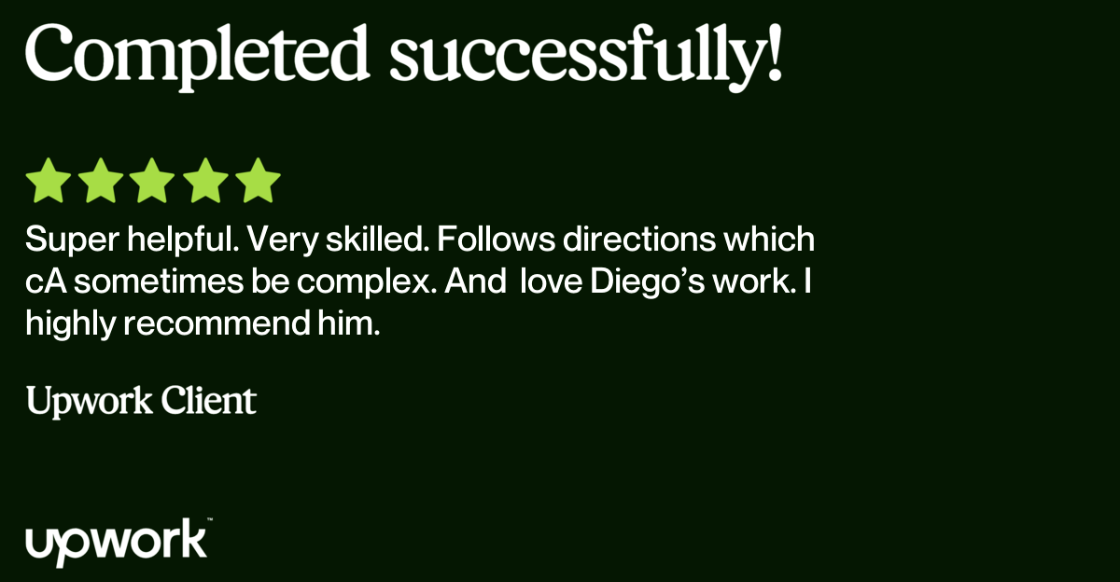 Completed successfully!
Super helpful. Very skilled. Follows directions which
cA sometimes be complex. And  love Diego’s work. I
highly recommend him.
Upwork Client
upwork™